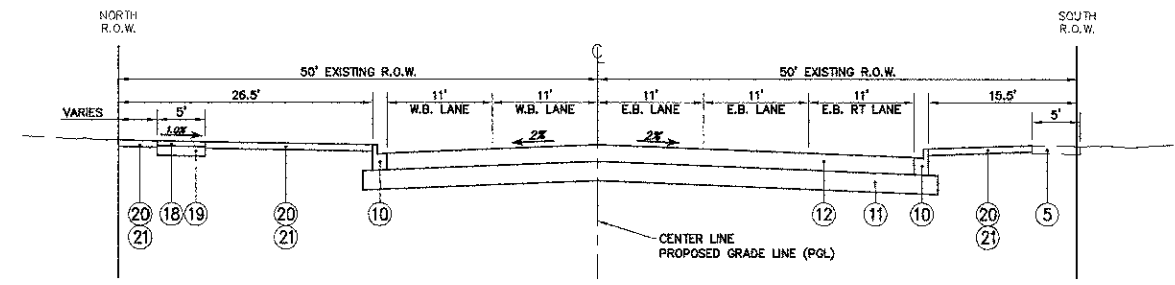 NORTH
R.O.W.
SOUTH
R.O.W.
℄
50' EXISTING R.O.W.
50' EXISTING R.O.W.
26.5'
11'
11'
11'
11'
11'
15.5'
W.B. LANE
W.B. LANE
E.B. LANE
E.B. LANE
E.B. RT LANE
VARIES
5'
5'
1.0%
2%
2%
20
18
19
20
10
12
11
10
20
5
21
21
21
CENTER LINE
PROPOSED GRADE LINE (PGL)